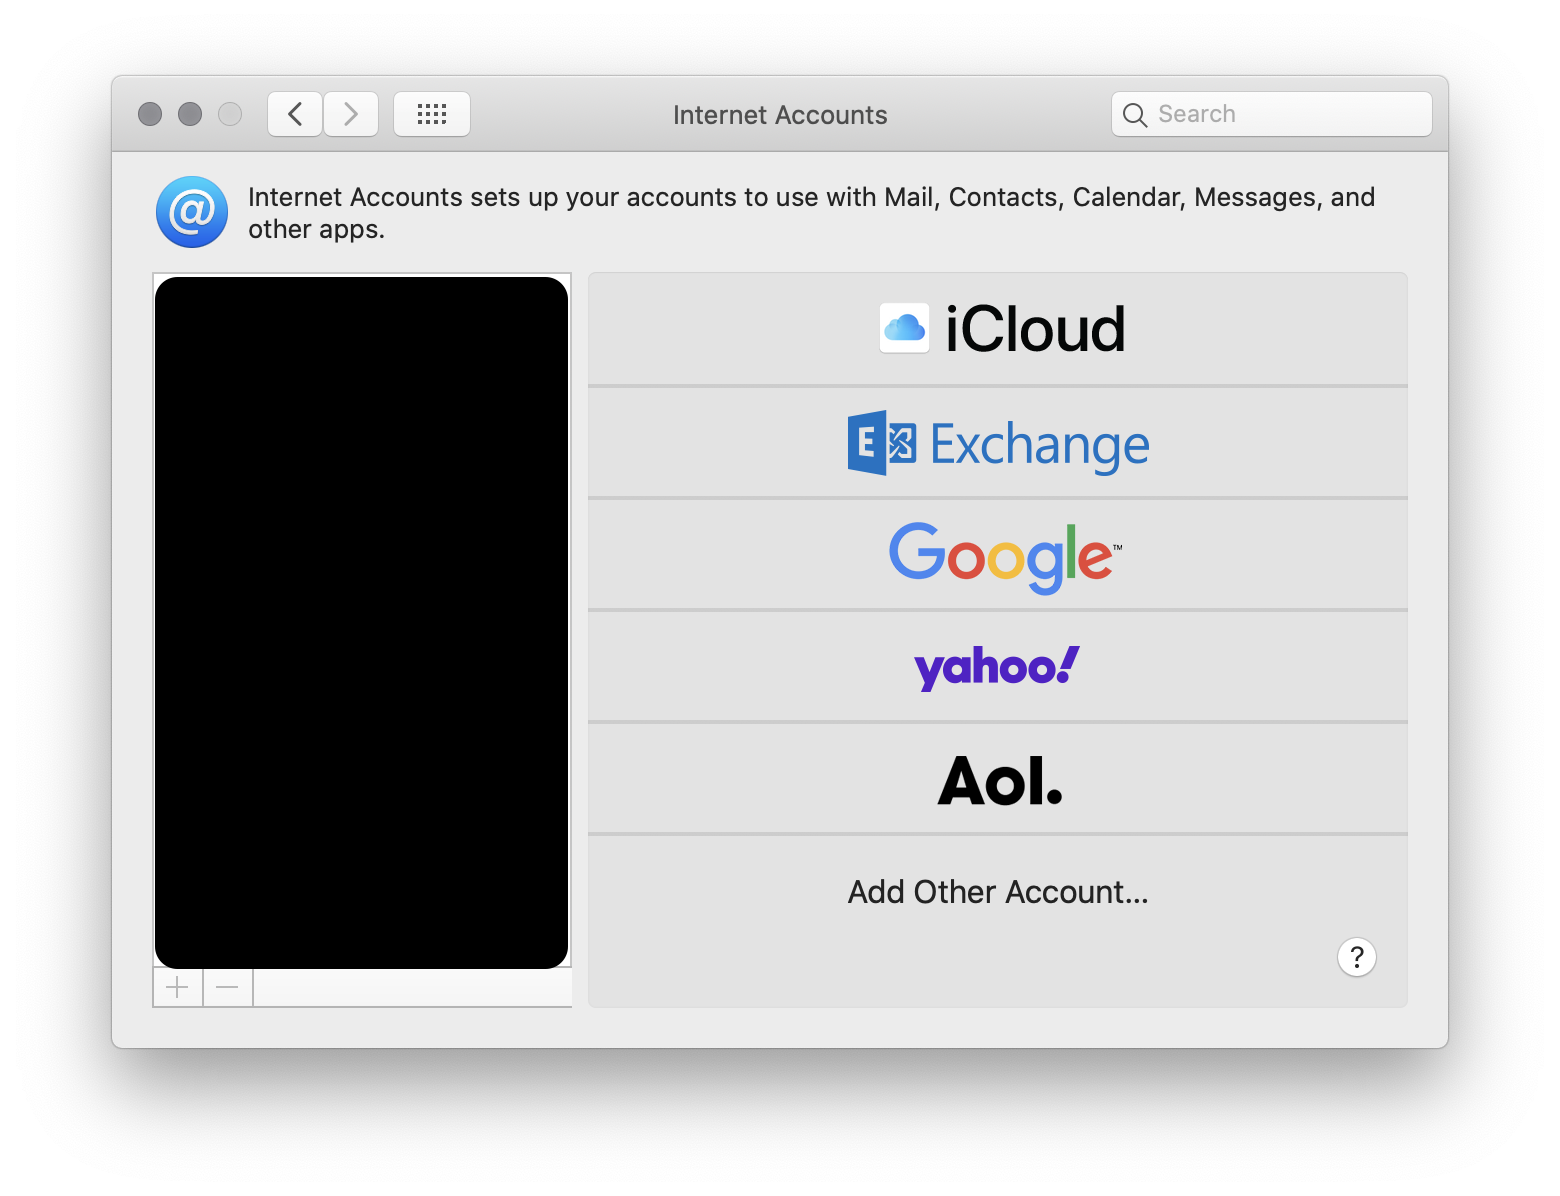 Internet Accounts
Search
@
Internet Accounts sets up your accounts to use with Mail, Contacts, Calendar, Messages, and
other apps.
iCloud
E Exchange
Google™
yahoo!
Aol.
Add Other Account...
?